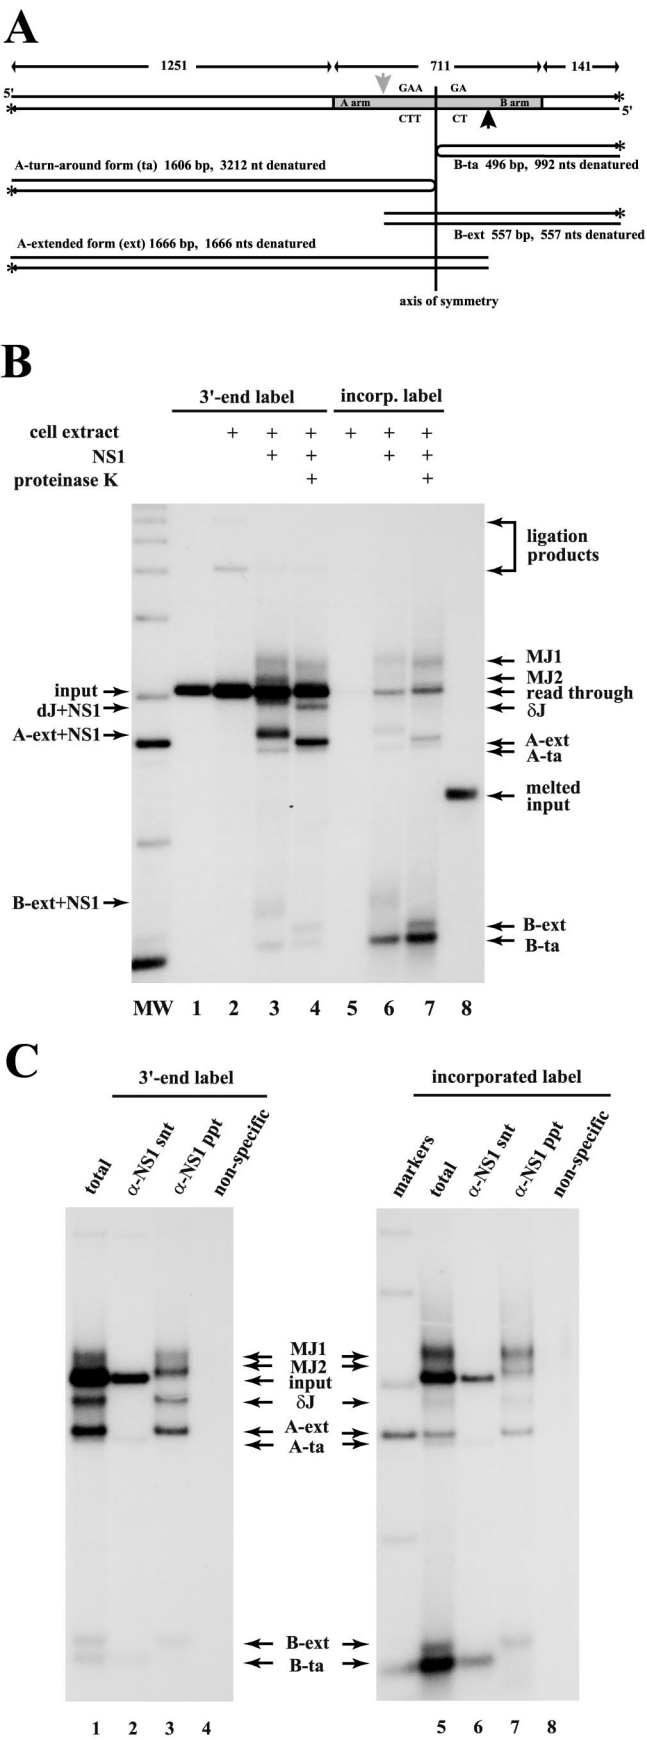 A
1251 711 141
5' GAA GA *
A arm B arm
* CTT CT 5'
A-turn-around form (ta) 1606 bp, 3212 nt denatured
B-ta 496 bp, 992 nts denatured
B-ext 557 bp, 557 nts denatured
A-extended form (ext) 1666 bp, 1666 nts denatured
axis of symmetry
B
3'-end label incorp. label
cell extract + + + + + +
NS1 + + + +
proteinase K + +
ligation
products
MJ1
MJ2
input read through
dJ+NS1 δJ
A-ext+NS1 A-ext
A-ta
melted
input
B-ext+NS1
B-ext
B-ta
MW 1 2 3 4 5 6 7 8
C
3'-end label incorporated label
total α-NS1 snt α-NS1 ppt non-specific markers total α-NS1 snt α-NS1 ppt non-specific
MJ1
MJ2
input
δJ
A-ext
A-ta
B-ext
B-ta
1 2 3 4 5 6 7 8